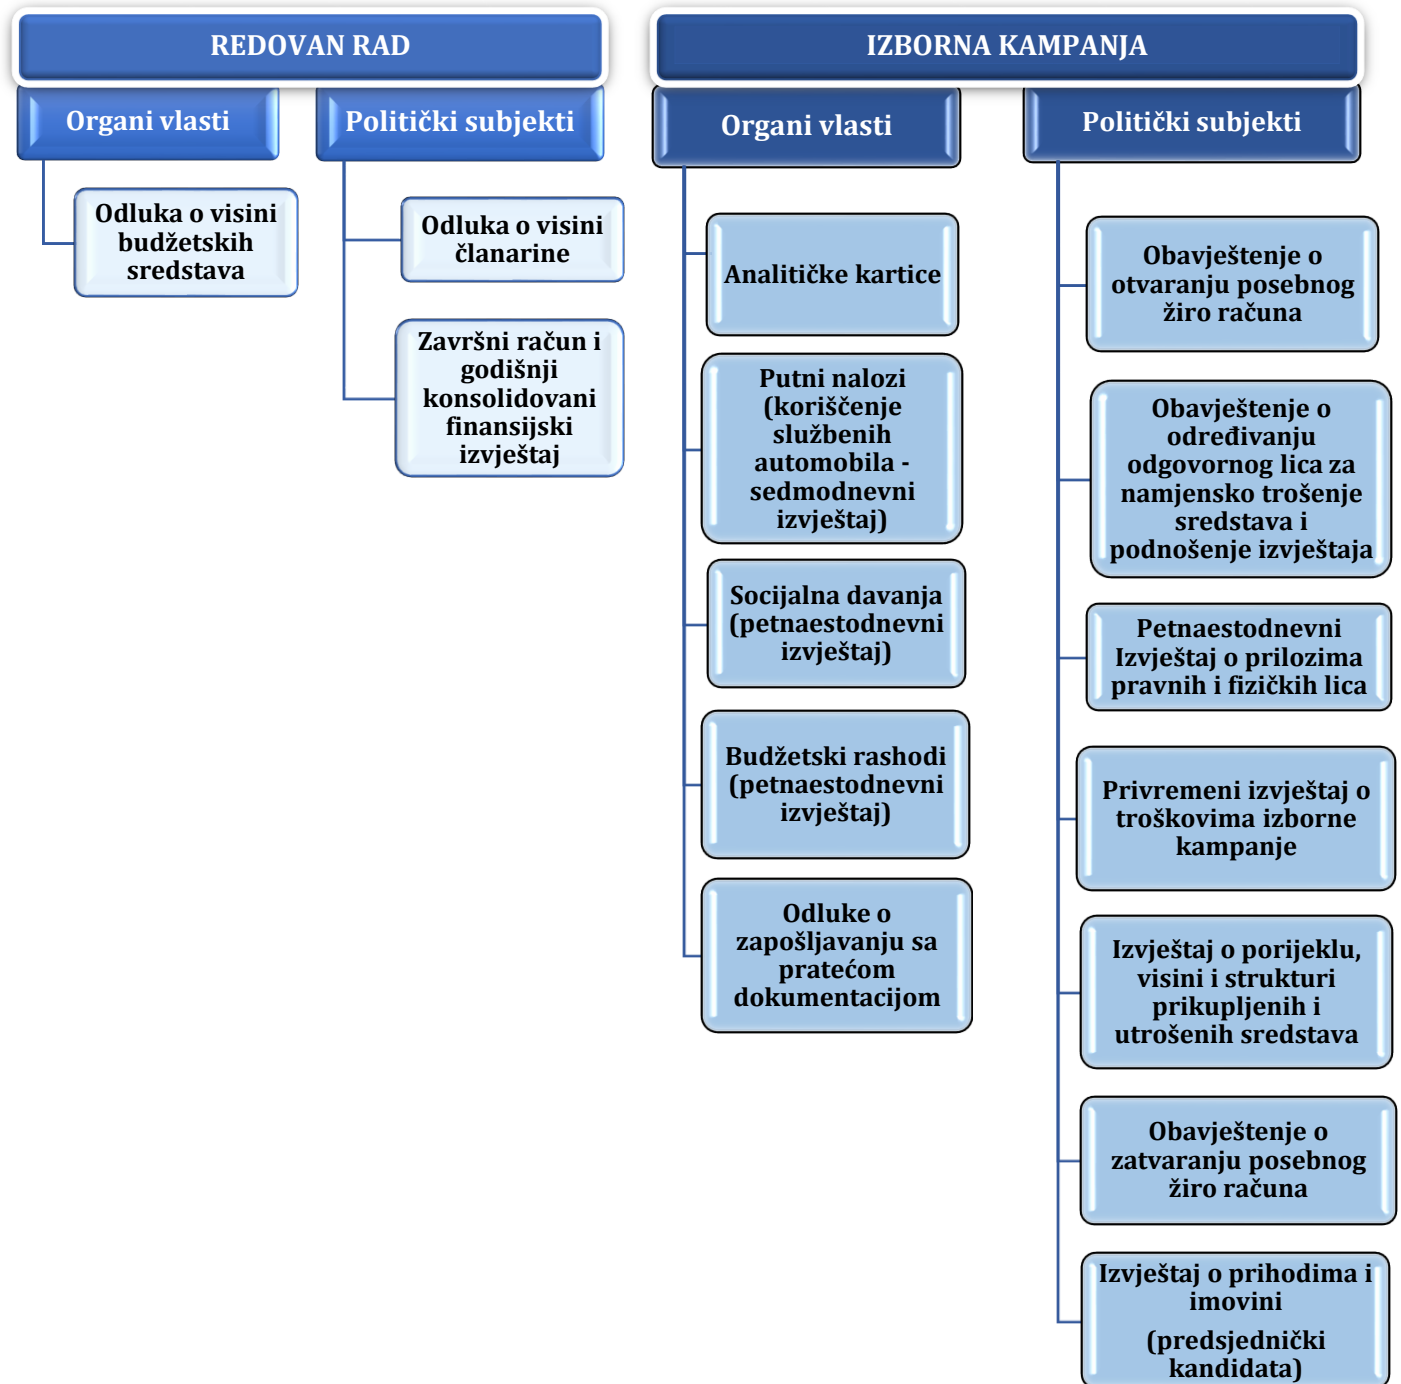 REDOVAN RAD
Organi vlasti
Odluka o visini
budžetskih
sredstava
Politički subjekti
Odluka o visini
članarine
Završni račun i
godišnji
konsolidovani
finansijski
izvještaj
IZBORNA KAMPANJA
Organi vlasti
Analitičke kartice
Putni nalozi
(koriščenje
službenih
automobila -
sedmodnevni
izvještaj)
Socijalna davanja
(petnaestodnevni
izvještaj)
Budžetski rashodi
(petnaestodnevni
izvještaj)
Odluke o
zapošljavanju sa
pratećom
dokumentacijom
Politički subjekti
Obavještenje o
otvaranju posebnog
žiro računa
Obavještenje o
određivanju
odgovornog lica za
namjensko trošenje
sredstava i
podnošenje izvještaja
Petnaestodnevni
Izvještaj o prilozima
pravnih i fizičkih lica
Privremeni izvještaj o
troškovima izborne
kampanje
Izvještaj o porijeklu,
visini i strukturi
prikupljenih i
utrošenih sredstava
Obavještenje o
zatvaranju posebnog
žiro računa
Izvještaj o prihodima i
imovini
(predsjednički
kandidata)